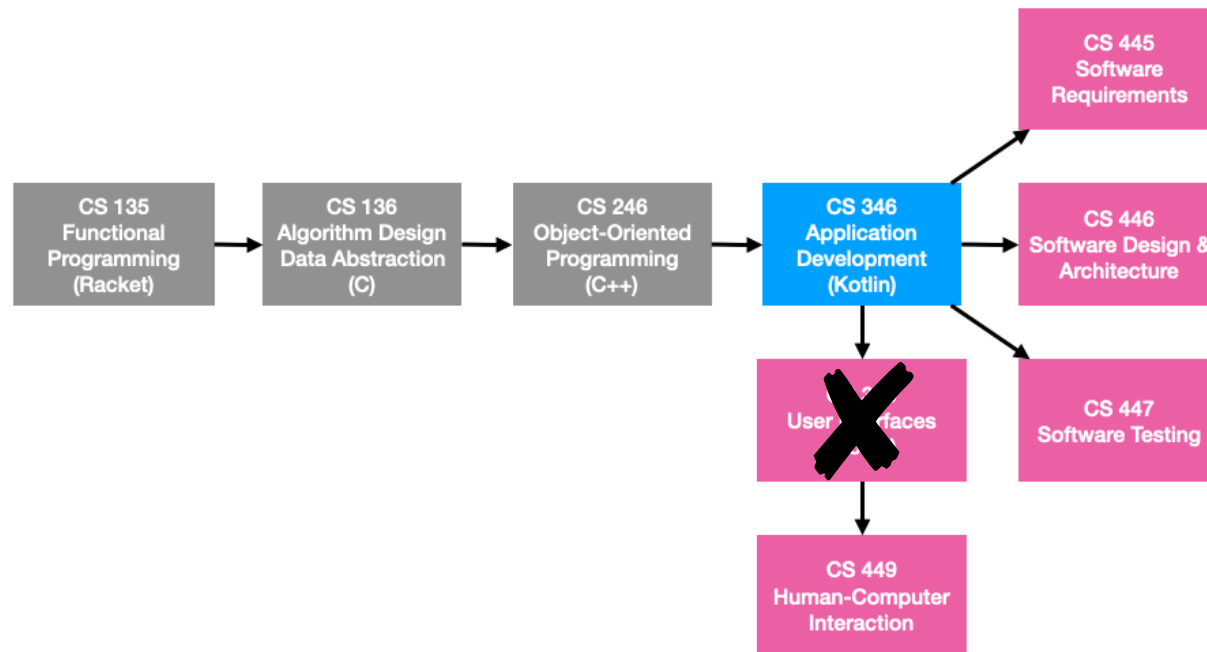 CS 445
Software
Requirements
CS 135
Functional
Programming
(Racket)
CS 136
Algorithm Design
Data Abstraction
(C)
CS 246
Object-Oriented
Programming
(C++)
CS 346
Application
Development
(Kotlin)
CS 446
Software Design &
Architecture
User
CS 447
Software Testing
CS 449
Human-Computer
Interaction